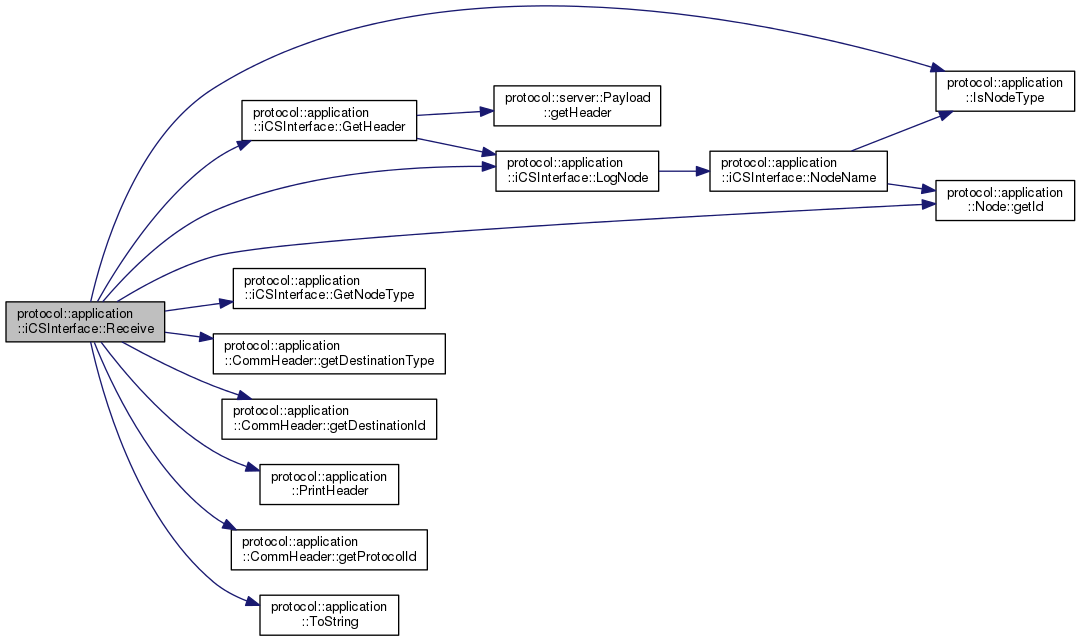 protocol::application
::IsNodeType
protocol::server::Payload
::getHeader
protocol::application
::iCSInterface::GetHeader
protocol::application
::iCSInterface::LogNode
protocol::application
::iCSInterface::NodeName
protocol::application
::Node::getId
protocol::application
::iCSInterface::GetNodeType
protocol::application
::iCSInterface::Receive
protocol::application
::CommHeader::getDestinationType
protocol::application
::CommHeader::getDestinationId
protocol::application
::PrintHeader
protocol::application
::CommHeader::getProtocolId
protocol::application
::ToString